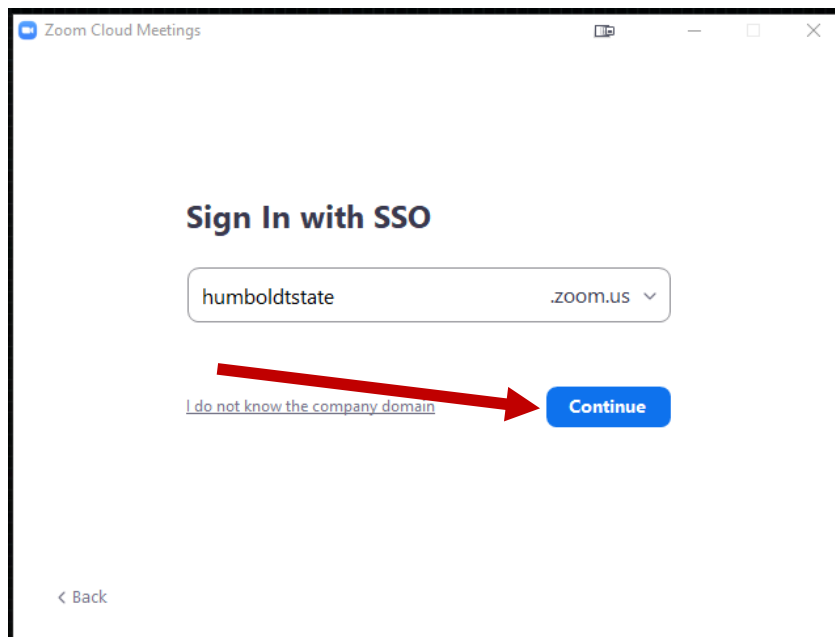 Zoom Cloud Meetings
Sign In with SSO
humboldtstate .zoom.us
I do not know the company domain Continue
Back